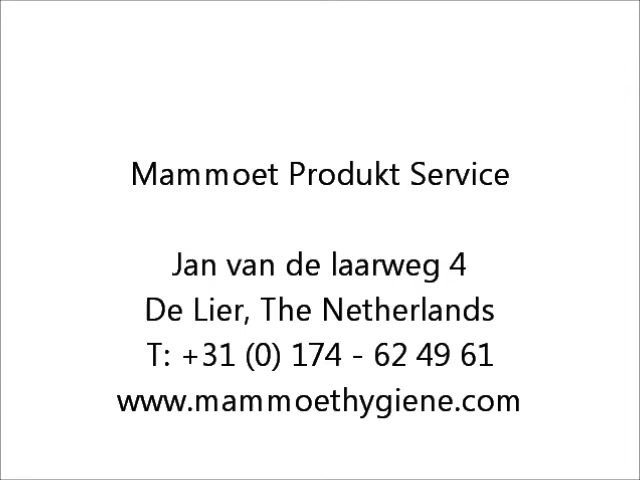 Mammoet Produkt Service
Jan van de laarweg 4
De Lier, The Netherlands
T: +31 (0) 174 - 62 49 61
www.mammoethygiene.com